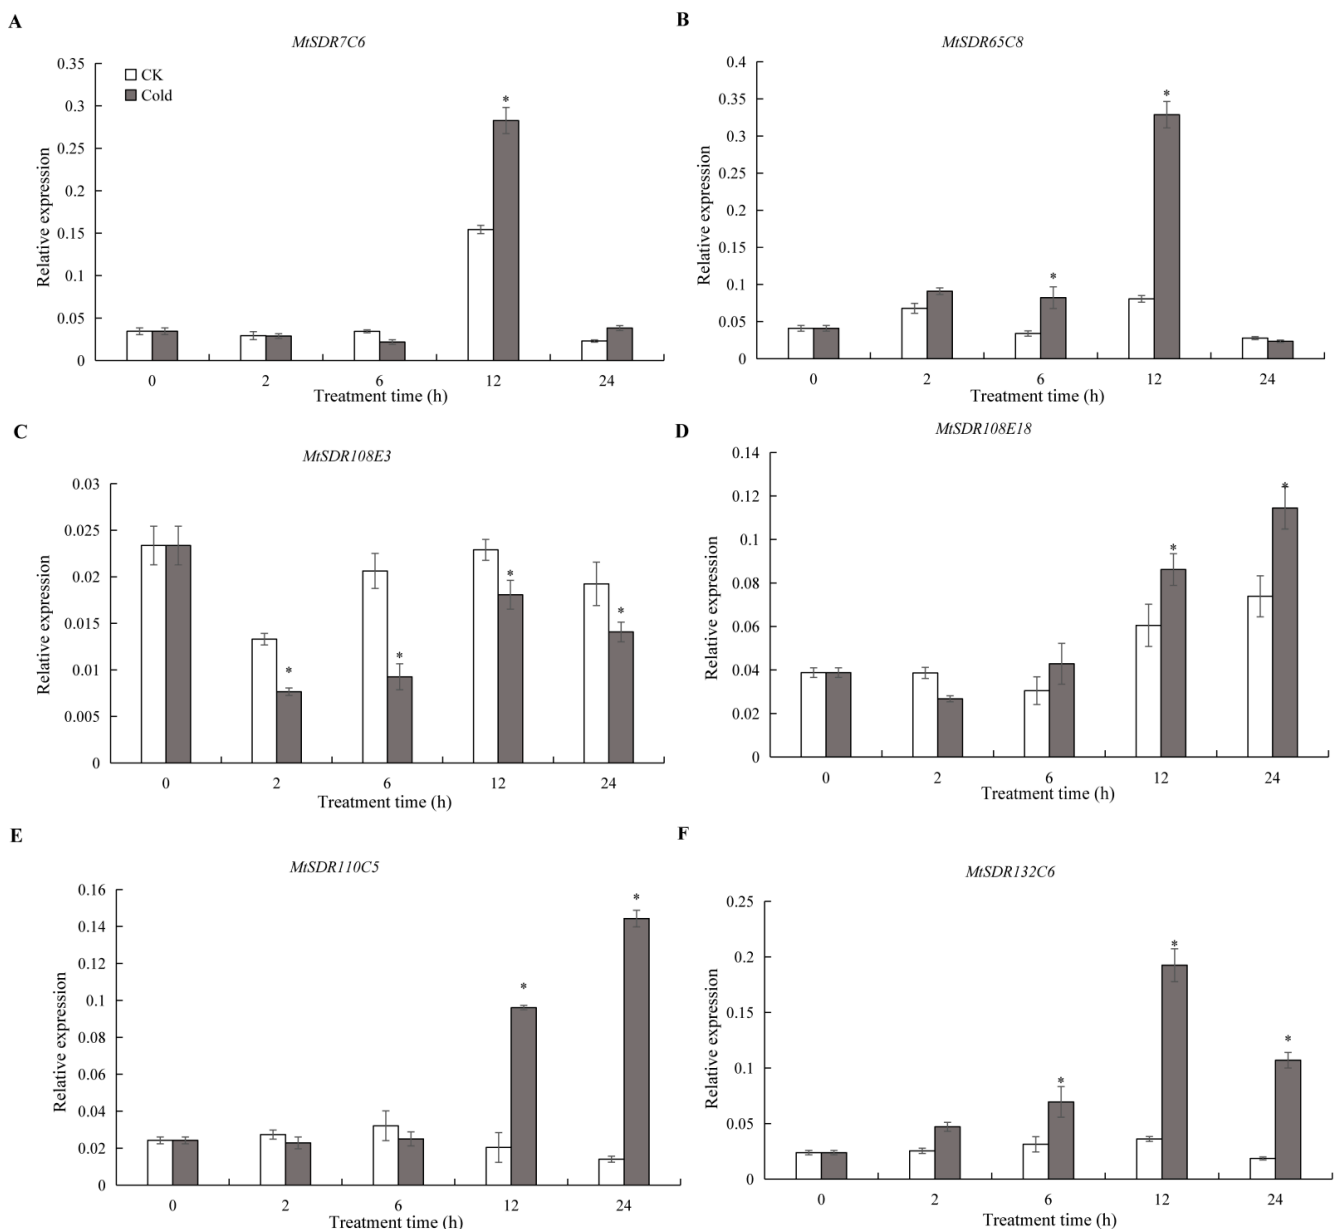 A
MtSDR7C6
CK
Cold
0.35
0.3
0.25
0.2
0.15
0.1
0.05
0
Relative expression
0 2 6 12 24
Treatment time (h)
*
B
MtSDR65C8
0.4
0.35
0.3
0.25
0.2
0.15
0.1
0.05
0
Relative expression
0 2 6 12 24
Treatment time (h)
* *
C
MtSDR108E3
0.03
0.025
0.02
0.015
0.01
0.005
0
Relative expression
0 2 6 12 24
Treatment time (h)
* * * *
D
MtSDR108E18
0.14
0.12
0.1
0.08
0.06
0.04
0.02
0
Relative expression
0 2 6 12 24
Treatment time (h)
* *
E
MtSDR110C5
0.16
0.14
0.12
0.1
0.08
0.06
0.04
0.02
0
Relative expression
0 2 6 12 24
Treatment time (h)
* *
F
MtSDR132C6
0.25
0.2
0.15
0.1
0.05
0
Relative expression
0 2 6 12 24
Treatment time (h)
* * *